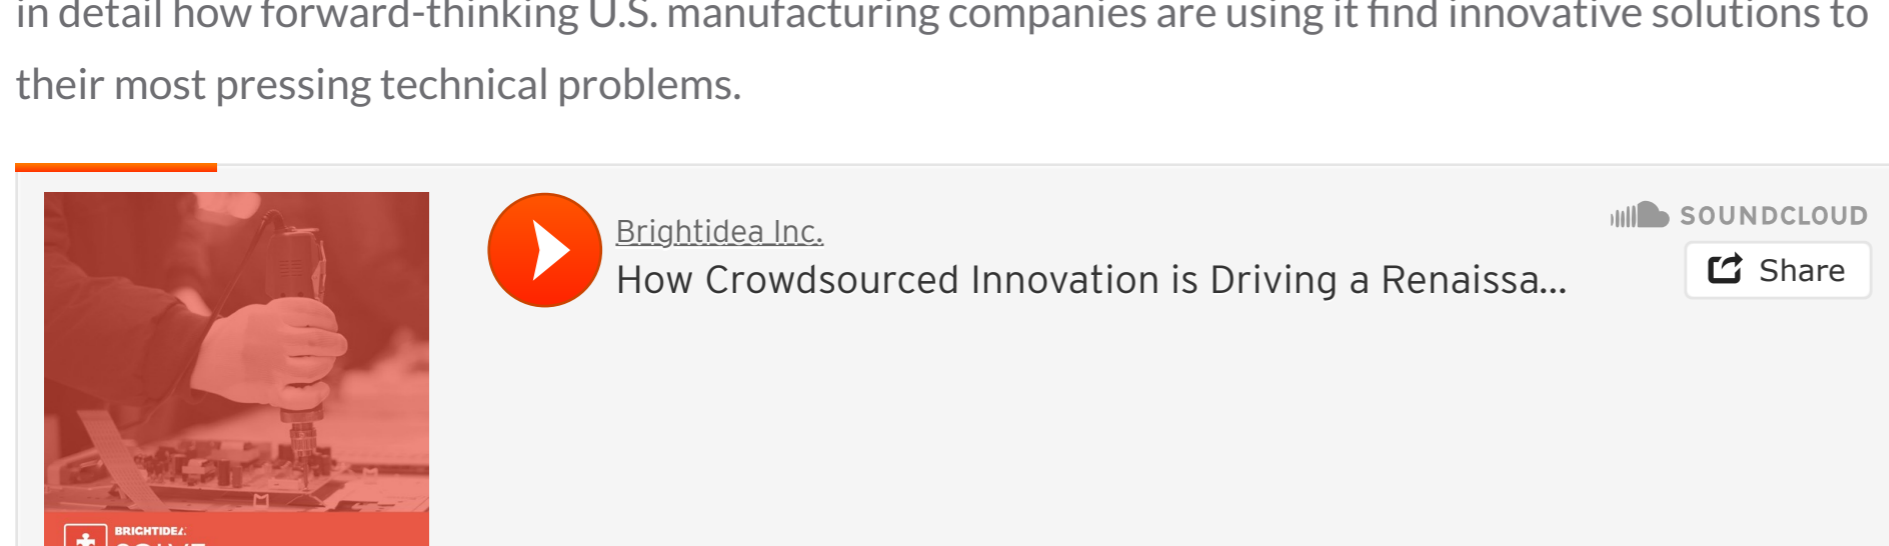 in detail how forward-thinking U.S. manufacturing companies are using it find innovative solutions to
their most pressing technical problems.
SOUNDCLOUD
Brightidea Inc.
Share
How Crowdsourced Innovation is Driving a Renaissa...
BRIGHTIDEA